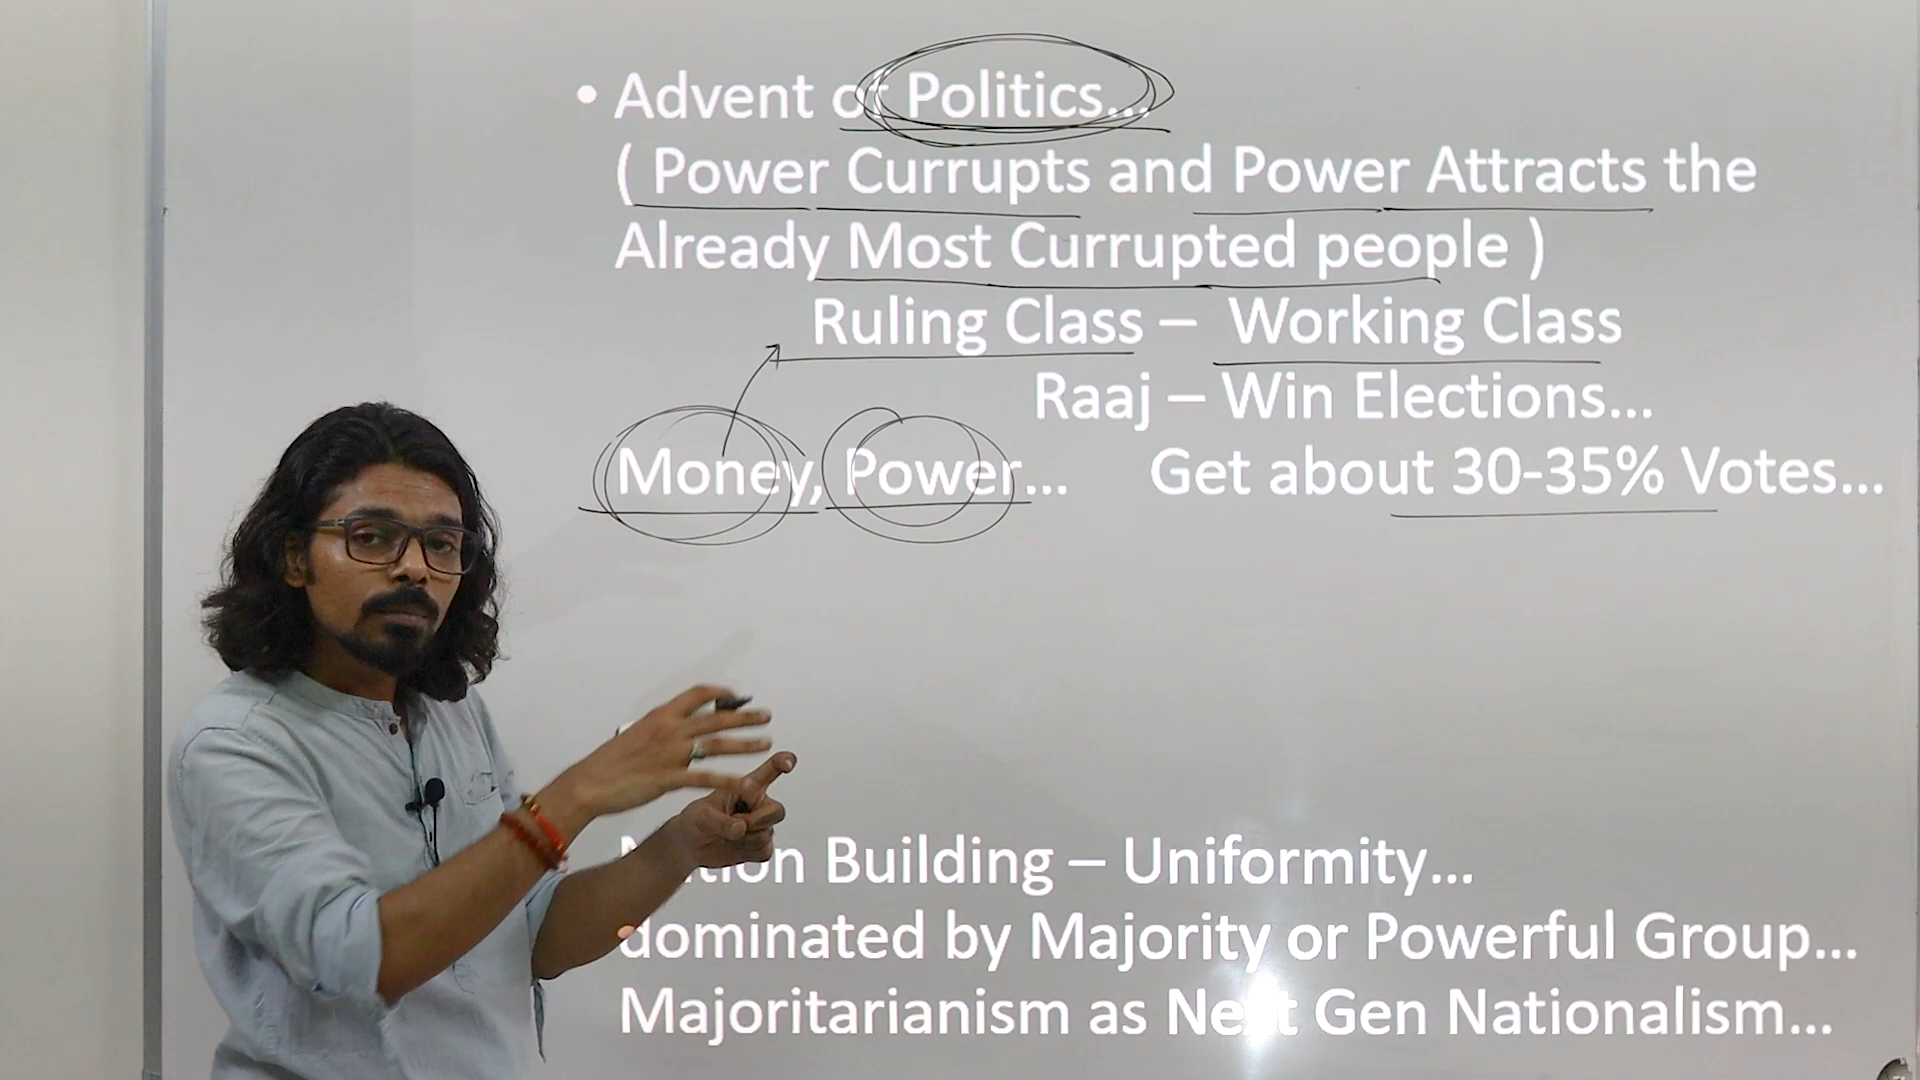 • Advent of Politics...
( Power Currupts and Power Attracts the
Already Most Currupted people )
Ruling Class – Working Class
Raaj – Win Elections...
Money, Power... Get about 30-35% Votes...
Nation Building – Uniformity...
dominated by Majority or Powerful Group...
Majoritarianism as Next Gen Nationalism...